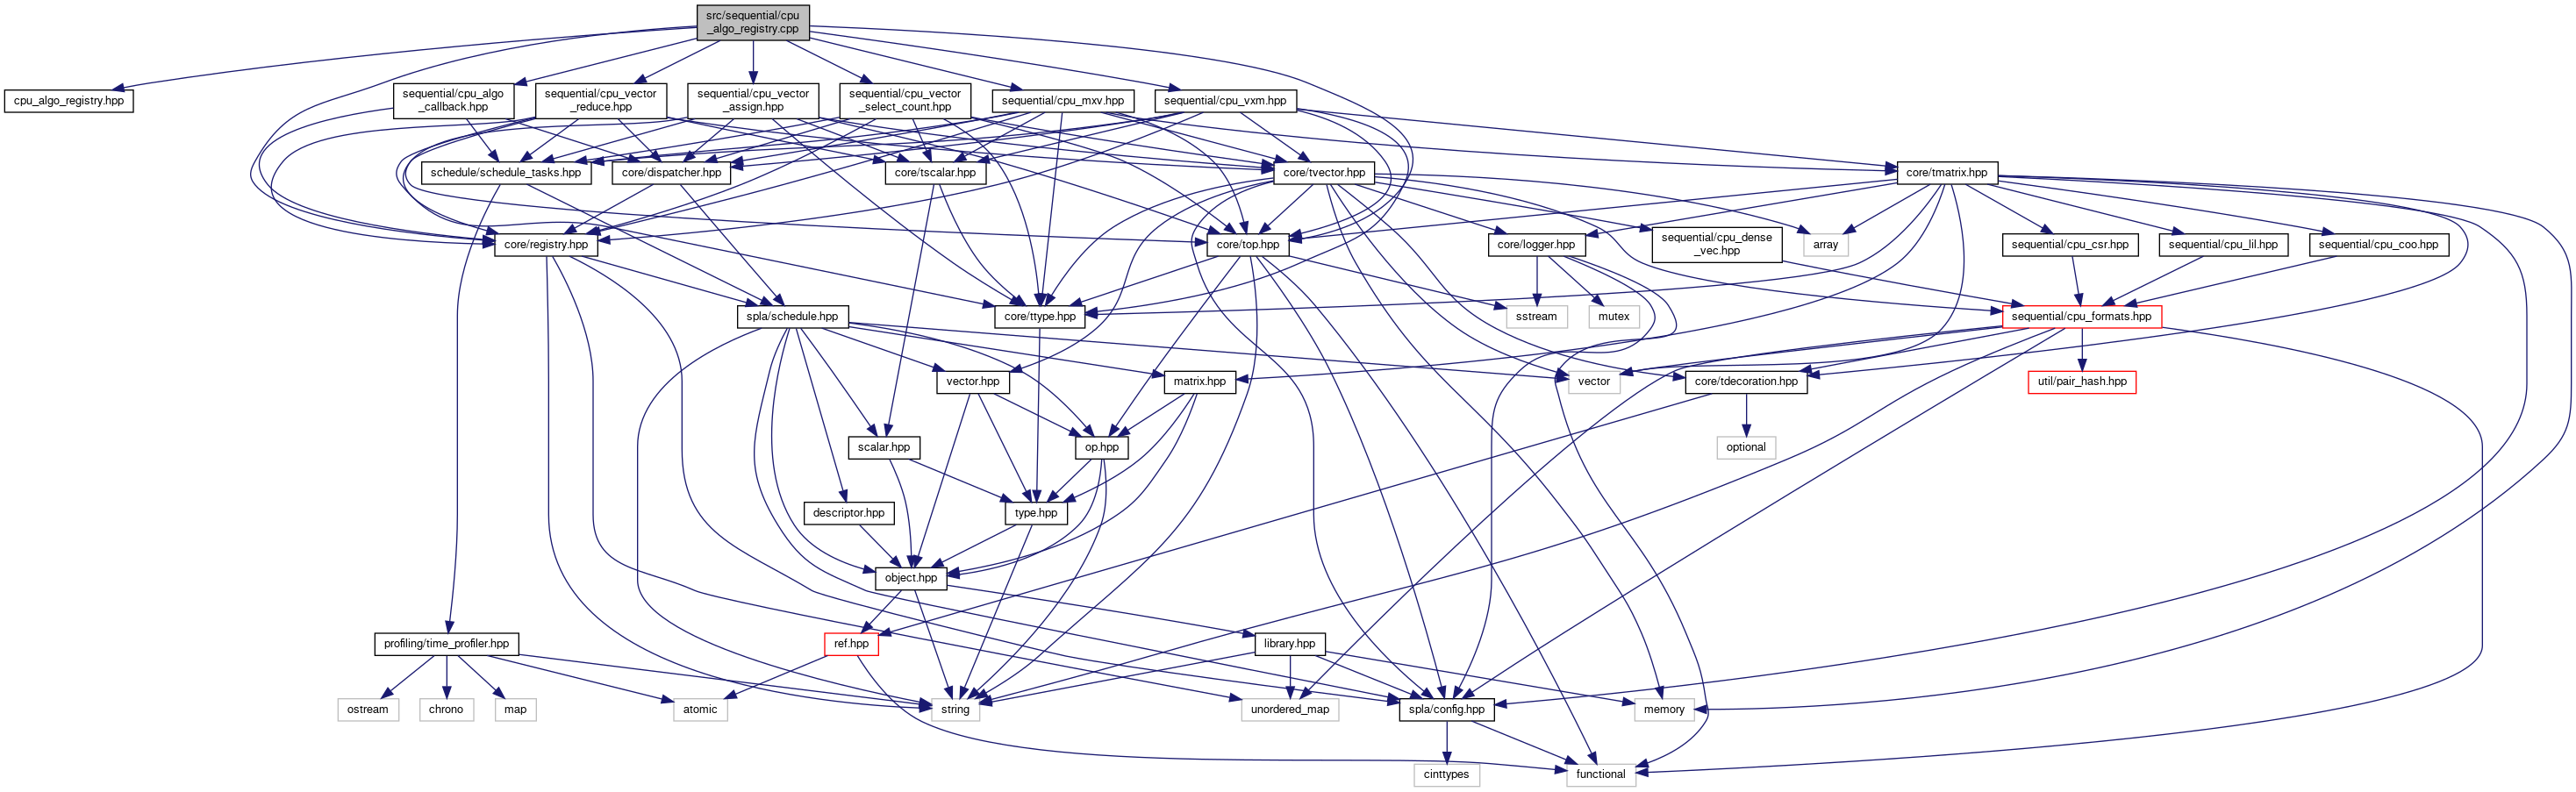 src/sequential/cpu
_algo_registry.cpp
cpu_algo_registry.hpp
sequential/cpu_algo
_callback.hpp
sequential/cpu_vector
_reduce.hpp
sequential/cpu_vector
_assign.hpp
sequential/cpu_vector
_select_count.hpp
sequential/cpu_mxv.hpp
sequential/cpu_vxm.hpp
schedule/schedule_tasks.hpp
core/dispatcher.hpp
core/tscalar.hpp
core/tvector.hpp
core/tmatrix.hpp
core/registry.hpp
core/top.hpp
core/logger.hpp
sequential/cpu_dense
_vec.hpp
array
sequential/cpu_csr.hpp
sequential/cpu_lil.hpp
sequential/cpu_coo.hpp
spla/schedule.hpp
core/ttype.hpp
sstream
mutex
sequential/cpu_formats.hpp
vector.hpp
matrix.hpp
vector
core/tdecoration.hpp
util/pair_hash.hpp
scalar.hpp
op.hpp
optional
descriptor.hpp
type.hpp
object.hpp
profiling/time_profiler.hpp
ref.hpp
library.hpp
ostream
chrono
map
atomic
string
unordered_map
spla/config.hpp
memory
cinttypes
functional